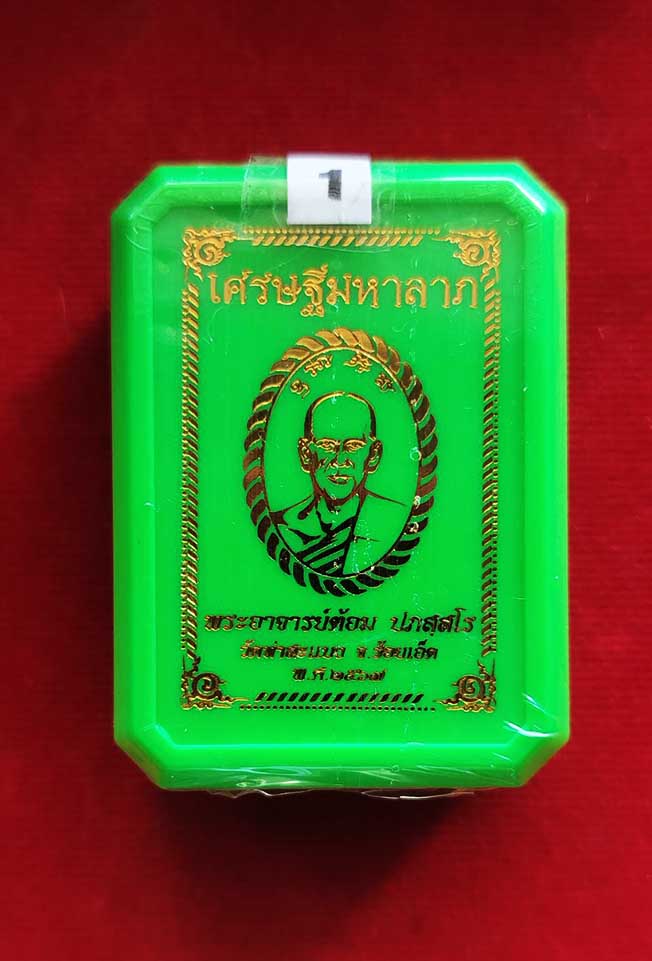 1
เศรษฐีมหาลาภ
พระอาจารย์ต้อม ปภสฺสโร
วัดท่าสะแบง จ.ร้อยเอ็ด
พ.ศ.๒๕๖๗